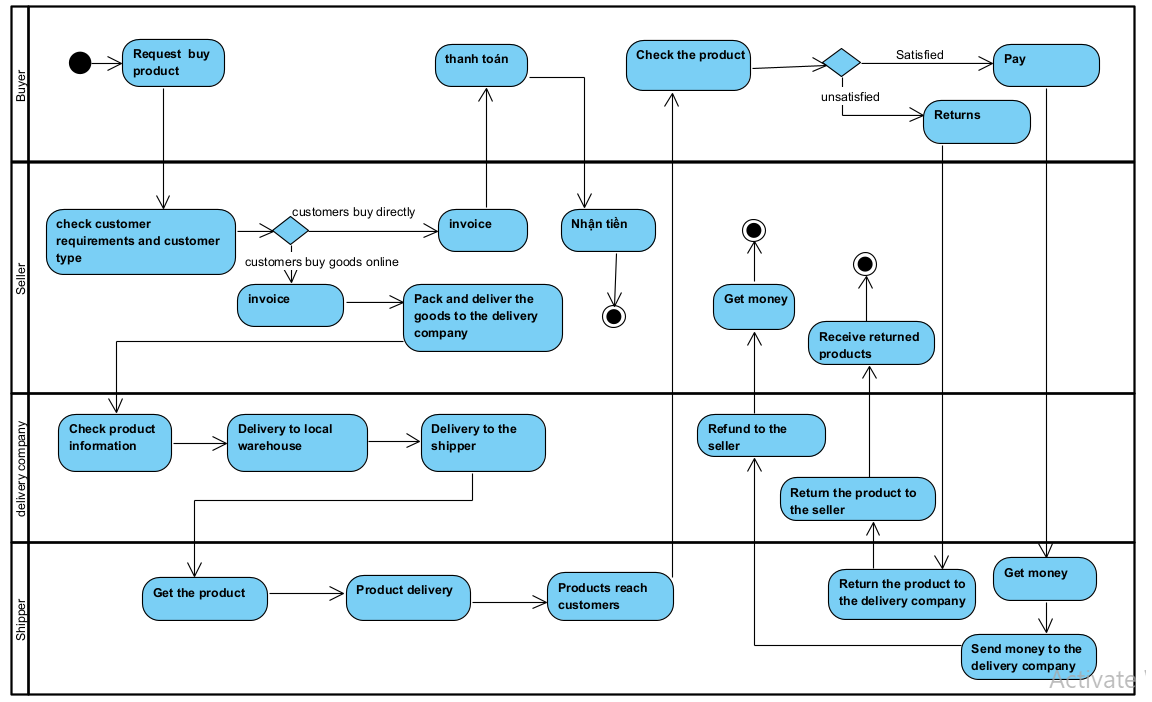 Buyer
Request buy
product
thanh toán
Check the product
Satisfied
Pay
unsatisfied
Returns
Seller
check customer
requirements and customer
type
customers buy directly
invoice
Nhận tiền
customers buy goods online
invoice
Pack and deliver the
goods to the delivery
company
Get money
Receive returned
products
delivery company
Check product
information
Delivery to local
warehouse
Delivery to the
shipper
Refund to the
seller
Return the product to
the seller
Shipper
Get the product
Product delivery
Products reach
customers
Return the product to
the delivery company
Get money
Send money to the
delivery company
Activate